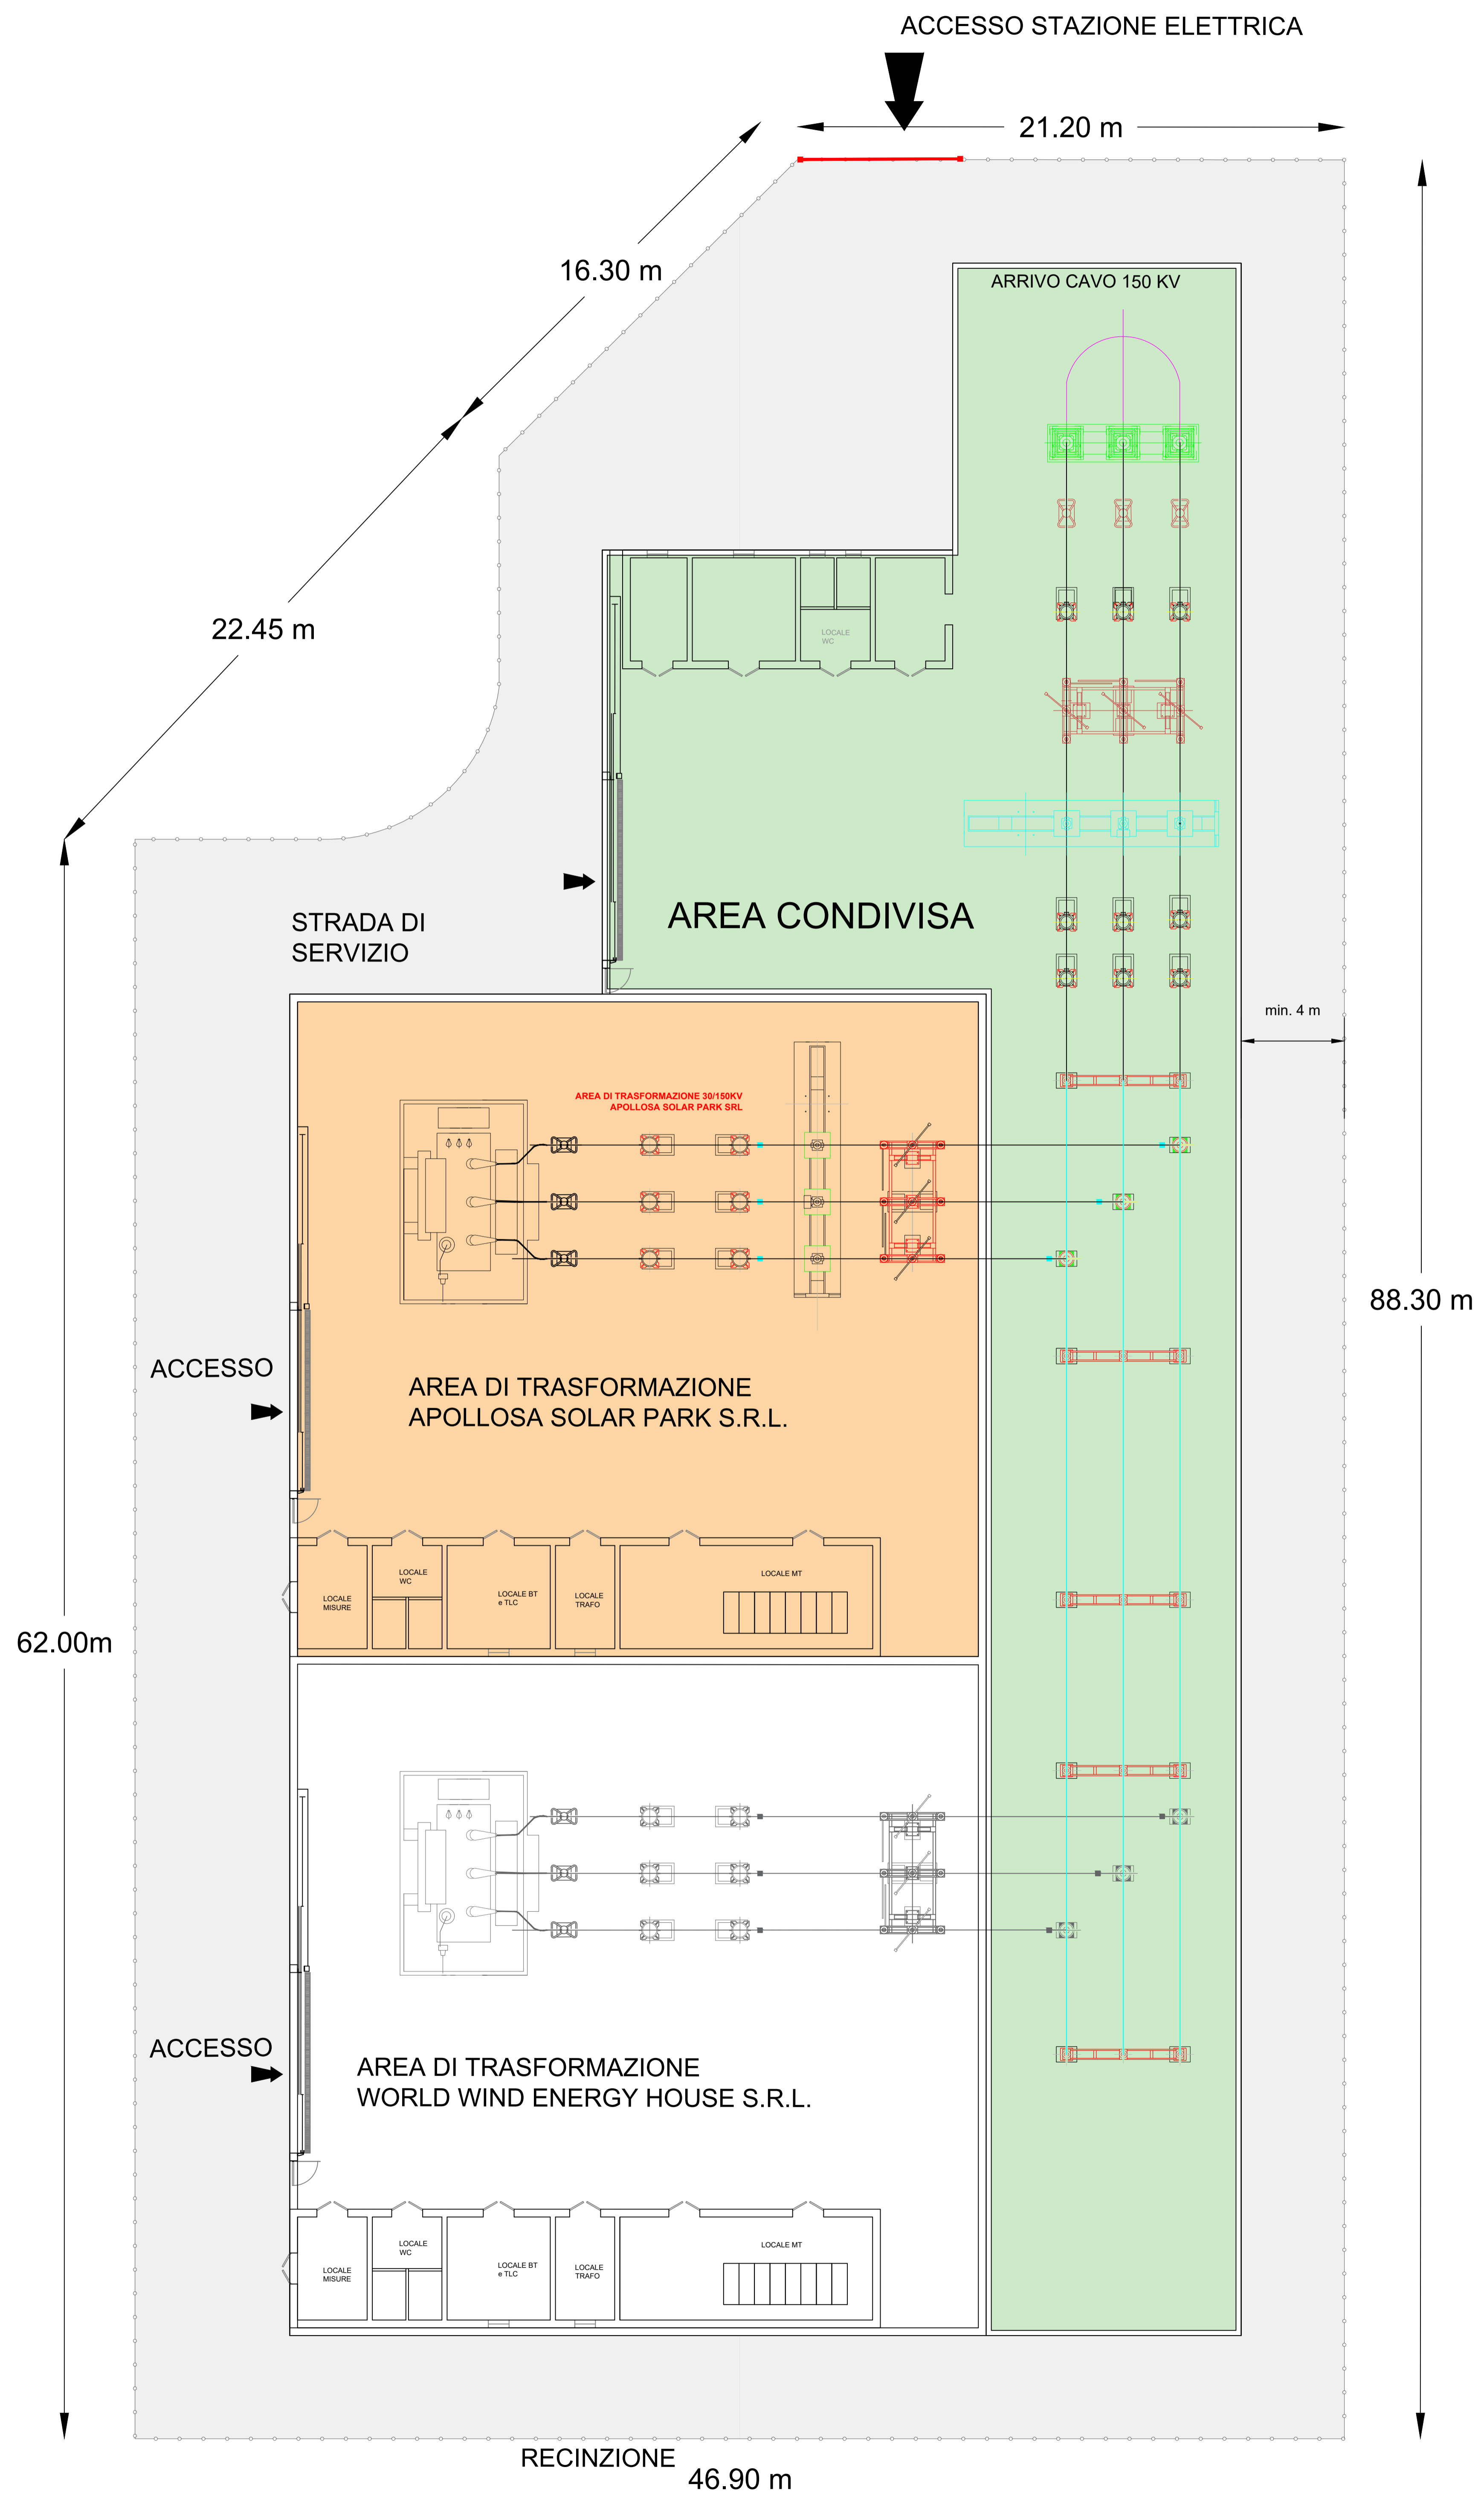 ACCESSO STAZIONE ELETTRICA
21.20 m
16.30 m
ARRIVO CAVO 150 KV
22.45 m
LOCALE
WC
AREA CONDIVISA
STRADA DI
SERVIZIO
min. 4 m
AREA DI TRASFORMAZIONE 30/150KV
APOLLOSA SOLAR PARK SRL
88.30 m
ACCESSO
AREA DI TRASFORMAZIONE
APOLLOSA SOLAR PARK S.R.L.
LOCALE
MISURE
LOCALE
WC
LOCALE BT
e TLC
LOCALE
TRAFO
LOCALE MT
62.00m
ACCESSO
AREA DI TRASFORMAZIONE
WORLD WIND ENERGY HOUSE S.R.L.
LOCALE
MISURE
LOCALE
WC
LOCALE BT
e TLC
LOCALE
TRAFO
LOCALE MT
RECINZIONE
46.90 m